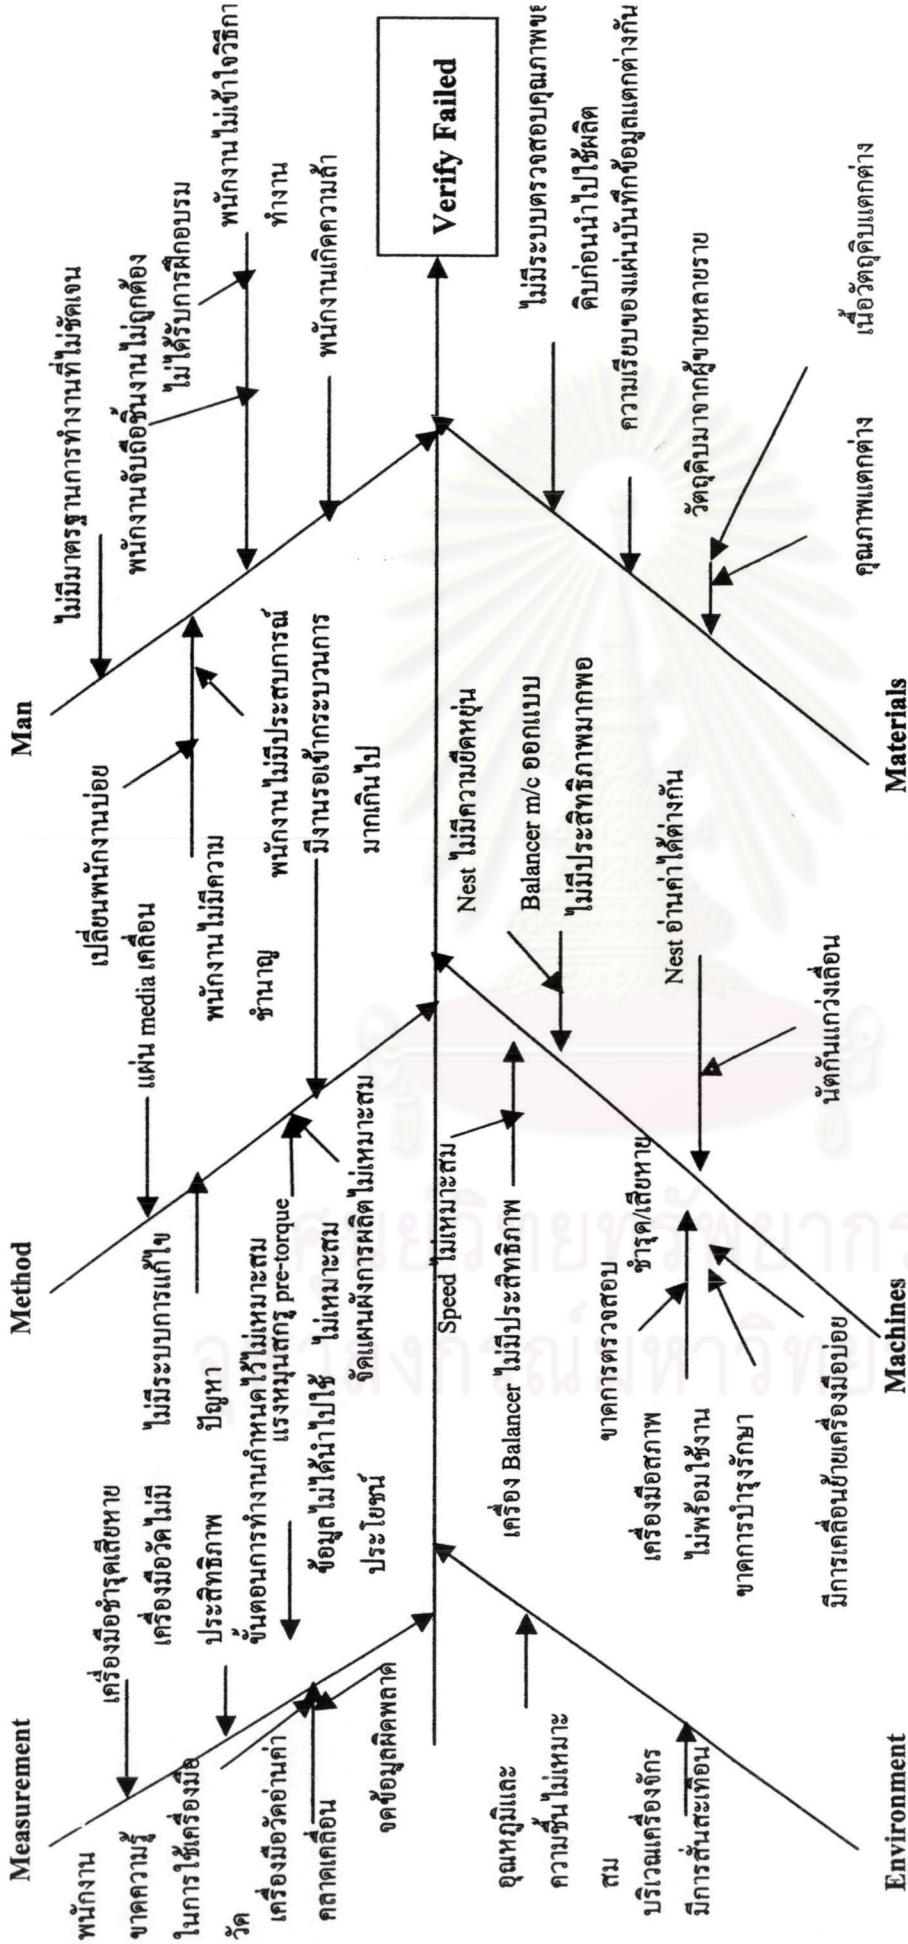 Measurement
Method
Man
พนักงาน
ขาดความรู้
ในการใช้เครื่องมือ
วัด
เครื่องมือชำรุดเสียหาย
เครื่องมือวัดไม่มี
ประสิทธิภาพ
เครื่องมือวัดอ่านค่า
คลาดเคลื่อน
จดข้อมูลผิดพลาด
ข้อมูลไม่ได้นำไปใช้
ประโยชน์
แผ่น media เคลื่อน
ไม่มีระบบการแก้ไข
ปัญหา
ขั้นตอนการทำงานกำหนดไว้ไม่เหมาะสม
แรงหมุนสกรู pre-torque
ไม่เหมาะสม
จัดแผนผังการผลิตไม่เหมาะสม
มีงานรอเข้ากระบวนการ
มากเกินไป
ไม่มีมาตรฐานการทำงานที่ไม่ชัดเจน
เปลี่ยนพนักงานบ่อย
พนักงานไม่มีความ
ชำนาญ
พนักงานไม่มีประสบการณ์
พนักงานจับถือชิ้นงานไม่ถูกต้อง
ไม่ได้รับการฝึกอบรม
พนักงานไม่เข้าใจวิธีกา
ทำงาน
พนักงานเกิดความล้า
Verify Failed
อุณหภูมิและ
ความชื้นไม่เหมาะ
สม
บริเวณเครื่องจักร
มีการสั่นสะเทือน
Speed ไม่เหมาะสม
เครื่อง Balancer ไม่มีประสิทธิภาพ
Nest ไม่มีความยืดหยุ่น
Balancer m/c ออกแบบ
ไม่มีประสิทธิภาพมากพอ
ขาดการตรวจสอบ
ชำรุด/เสียหาย
เครื่องมือสภาพ
ไม่พร้อมใช้งาน
ขาดการบำรุงรักษา
มีการเคลื่อนย้ายเครื่องมือบ่อย
Nest อ่านค่าได้ต่างกัน
นัตกันแกว่งเลื่อน
ไม่มีระบบตรวจสอบคุณภาพขอ
ดิบก่อนนำไปใช้ผลิต
ความเรียบของแผ่นบันทึกข้อมูลแตกต่างกัน
วัตถุดิบมาจากผู้ขายหลายราย
คุณภาพแตกต่าง
เนื้อวัตถุดิบแตกต่าง
Environment
Machines
Materials
ศูนย์วิทยทรัพยากร
จุฬาลงกรณ์มหาวิทย